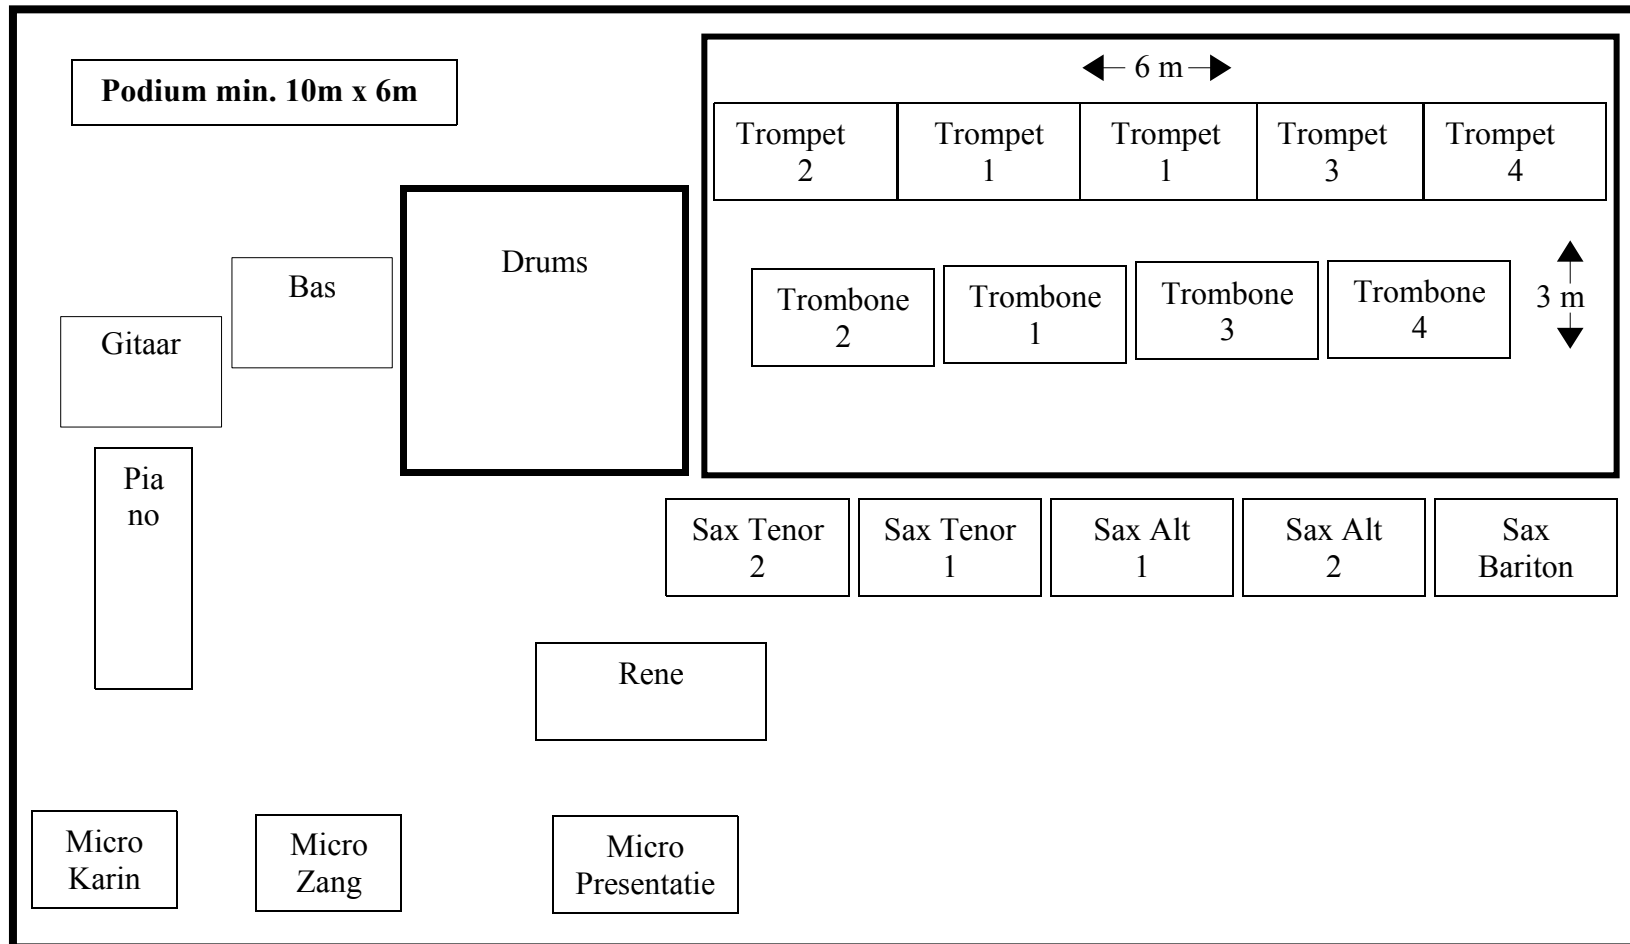 Podium min. 10m x 6m
6 m
Trompet
2
Trompet
1
Trompet
1
Trompet
3
Trompet
4
Drums
Bas
Gitaar
Trombone
2
Trombone
1
Trombone
3
Trombone
4
3 m
Pia
no
Sax Tenor
2
Sax Tenor
1
Sax Alt
1
Sax Alt
2
Sax
Bariton
Rene
Micro
Karin
Micro
Zang
Micro
Presentatie